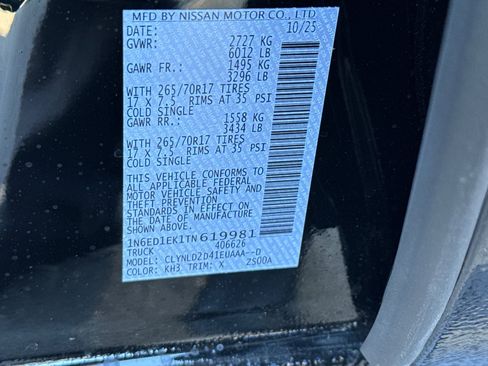 MFD BY NISSAN MOTOR CO., LTD
DATE: 10/25
GVWR: 2727 KG
6012 LB
GAWR FR.: 1495 KG
3296 LB
WITH 265/70R17 TIRES
17 X 7.5 RIMS AT 35 PSI
COLD SINGLE
GAWR RR.: 1558 KG
3434 LB
WITH 265/70R17 TIRES
17 X 7.5 RIMS AT 35 PSI
COLD SINGLE
THIS VEHICLE CONFORMS TO
ALL APPLICABLE FEDERAL
MOTOR VEHICLE SAFETY AND
THEFT PREVENTION
STANDARDS IN EFFECT ON
THE DATE OF MANUFACTURE
SHOWN ABOVE
1N6ED1EK1TN619981
TRUCK 406626
MODEL: CLYNLD2D41EUAAA--D
COLOR: KH3 TRIM: X 2S00A